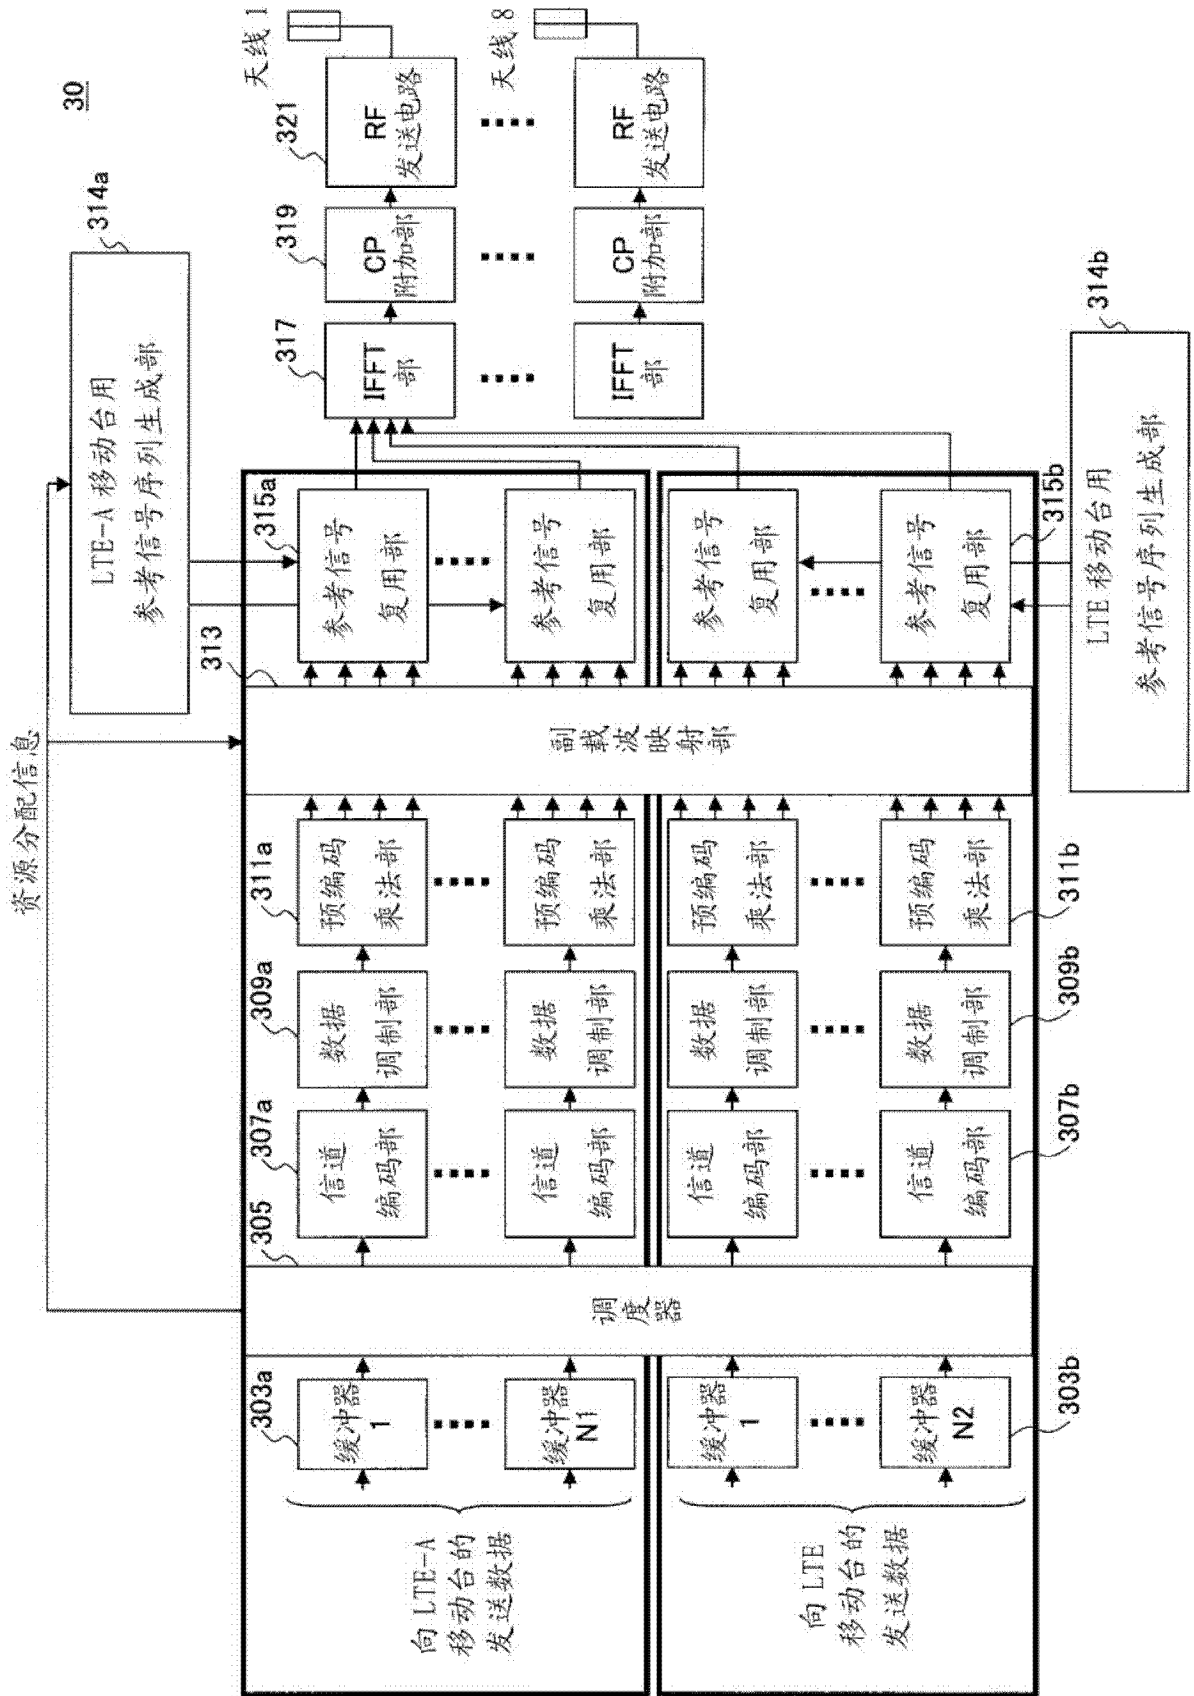 30
资源分配信息
LTE-A 移动台用
参考信号序列生成部
314a
向 LTE-A
移动台的
发送数据
303a
缓冲器
1
缓冲器
N1
305
调度器
307a
信道
编码部
信道
编码部
309a
数据
调制部
数据
调制部
311a
预编码
乘法部
预编码
乘法部
313
副载波映射部
315a
参考信号
复用部
参考信号
复用部
317
IFFT
部
IFFT
部
319
CP
附加部
CP
附加部
321
RF
发送电路
RF
发送电路
天线 1
天线 8
向 LTE
移动台的
发送数据
缓冲器
1
缓冲器
N2
303b
信道
编码部
信道
编码部
307b
数据
调制部
数据
调制部
309b
预编码
乘法部
预编码
乘法部
311b
参考信号
复用部
参考信号
复用部
315b
LTE 移动台用
参考信号序列生成部
314b